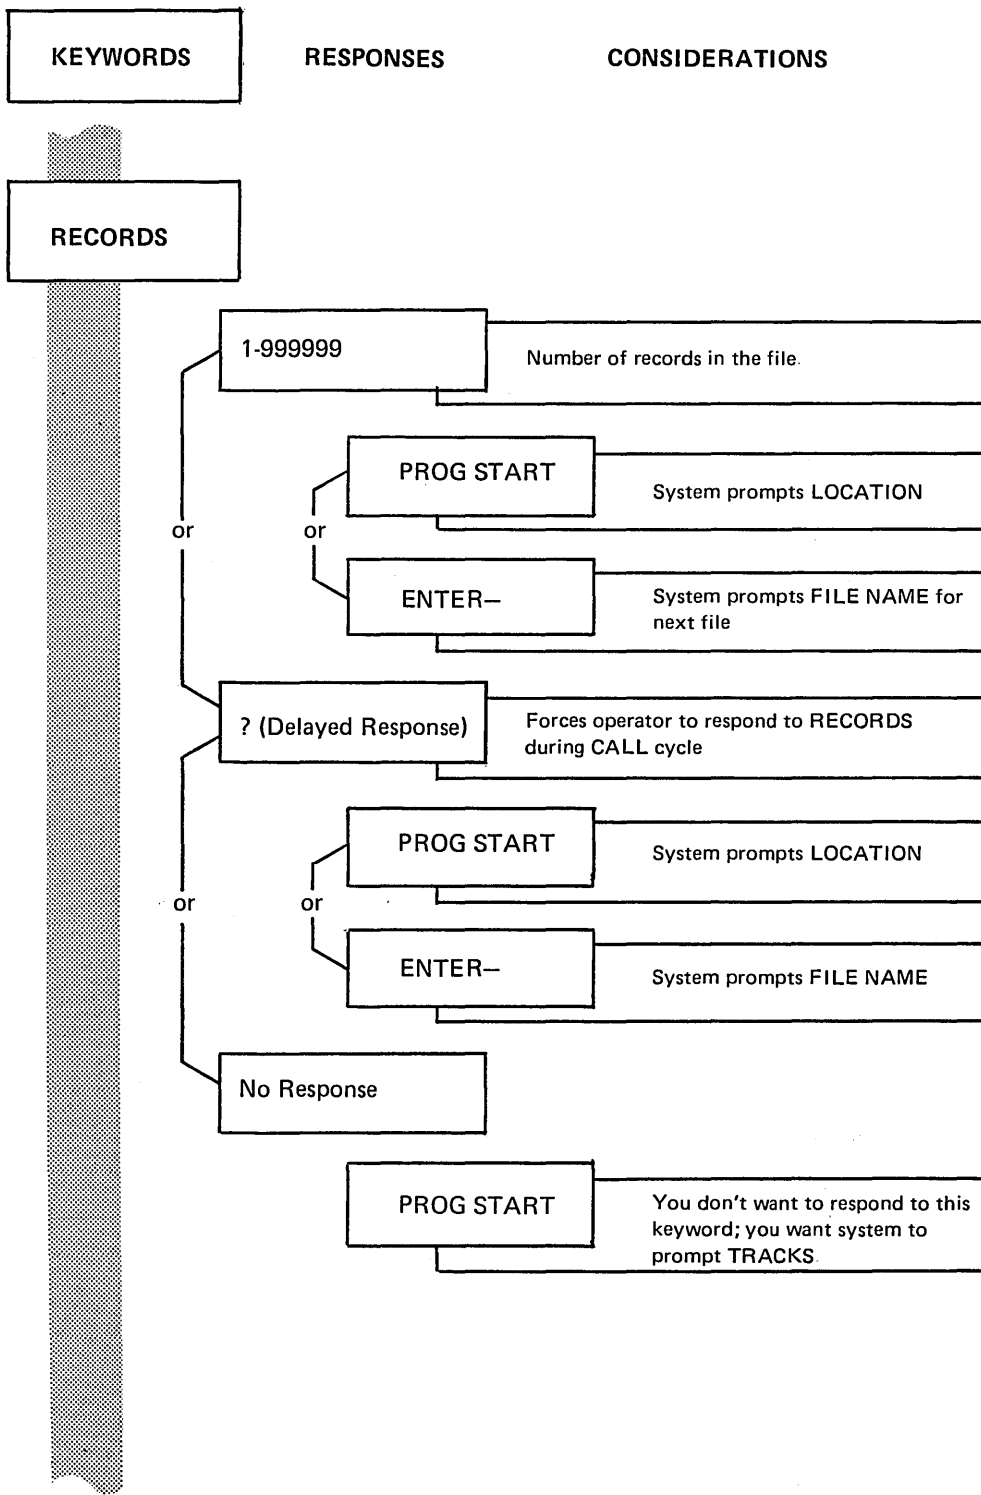 KEYWORDS RESPONSES CONSIDERATIONS
RECORDS
1-999999
Number of records in the file.
or
PROG START
System prompts LOCATION
or
ENTER–
System prompts FILE NAME for
next file
? (Delayed Response)
Forces operator to respond to RECORDS
during CALL cycle
or
PROG START
System prompts LOCATION
or
ENTER–
System prompts FILE NAME
No Response
PROG START
You don't want to respond to this
keyword; you want system to
prompt TRACKS.